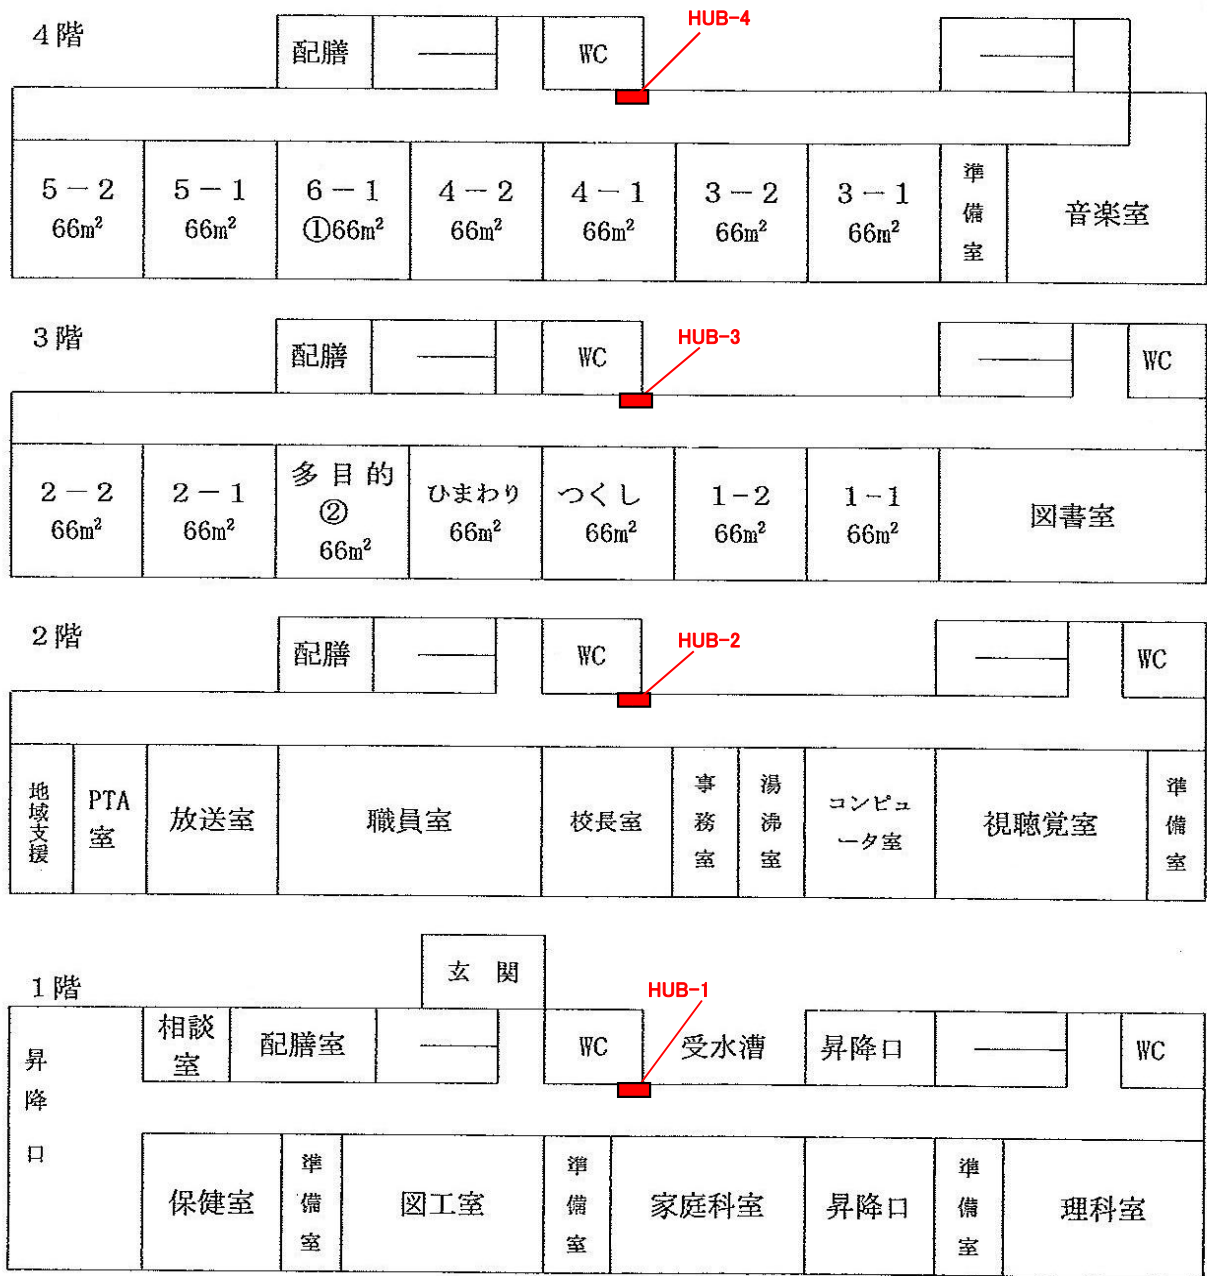 4階
HUB-4
配膳
WC
5-2
66m²
5-1
66m²
6-1
①66m²
4-2
66m²
4-1
66m²
3-2
66m²
3-1
66m²
準備室
音楽室
3階
HUB-3
配膳
WC
WC
2-2
66m²
2-1
66m²
多目的
②
66m²
ひまわり
66m²
つくし
66m²
1-2
66m²
1-1
66m²
図書室
2階
HUB-2
配膳
WC
WC
地域支援
PTA
室
放送室
職員室
校長室
事務室
湯沸室
コンピュ
ータ室
視聴覚室
準備室
1階
玄関
HUB-1
昇降口
相談
室
配膳室
WC
受水漕
昇降口
WC
保健室
準備室
図工室
準備室
家庭科室
昇降口
準備室
理科室